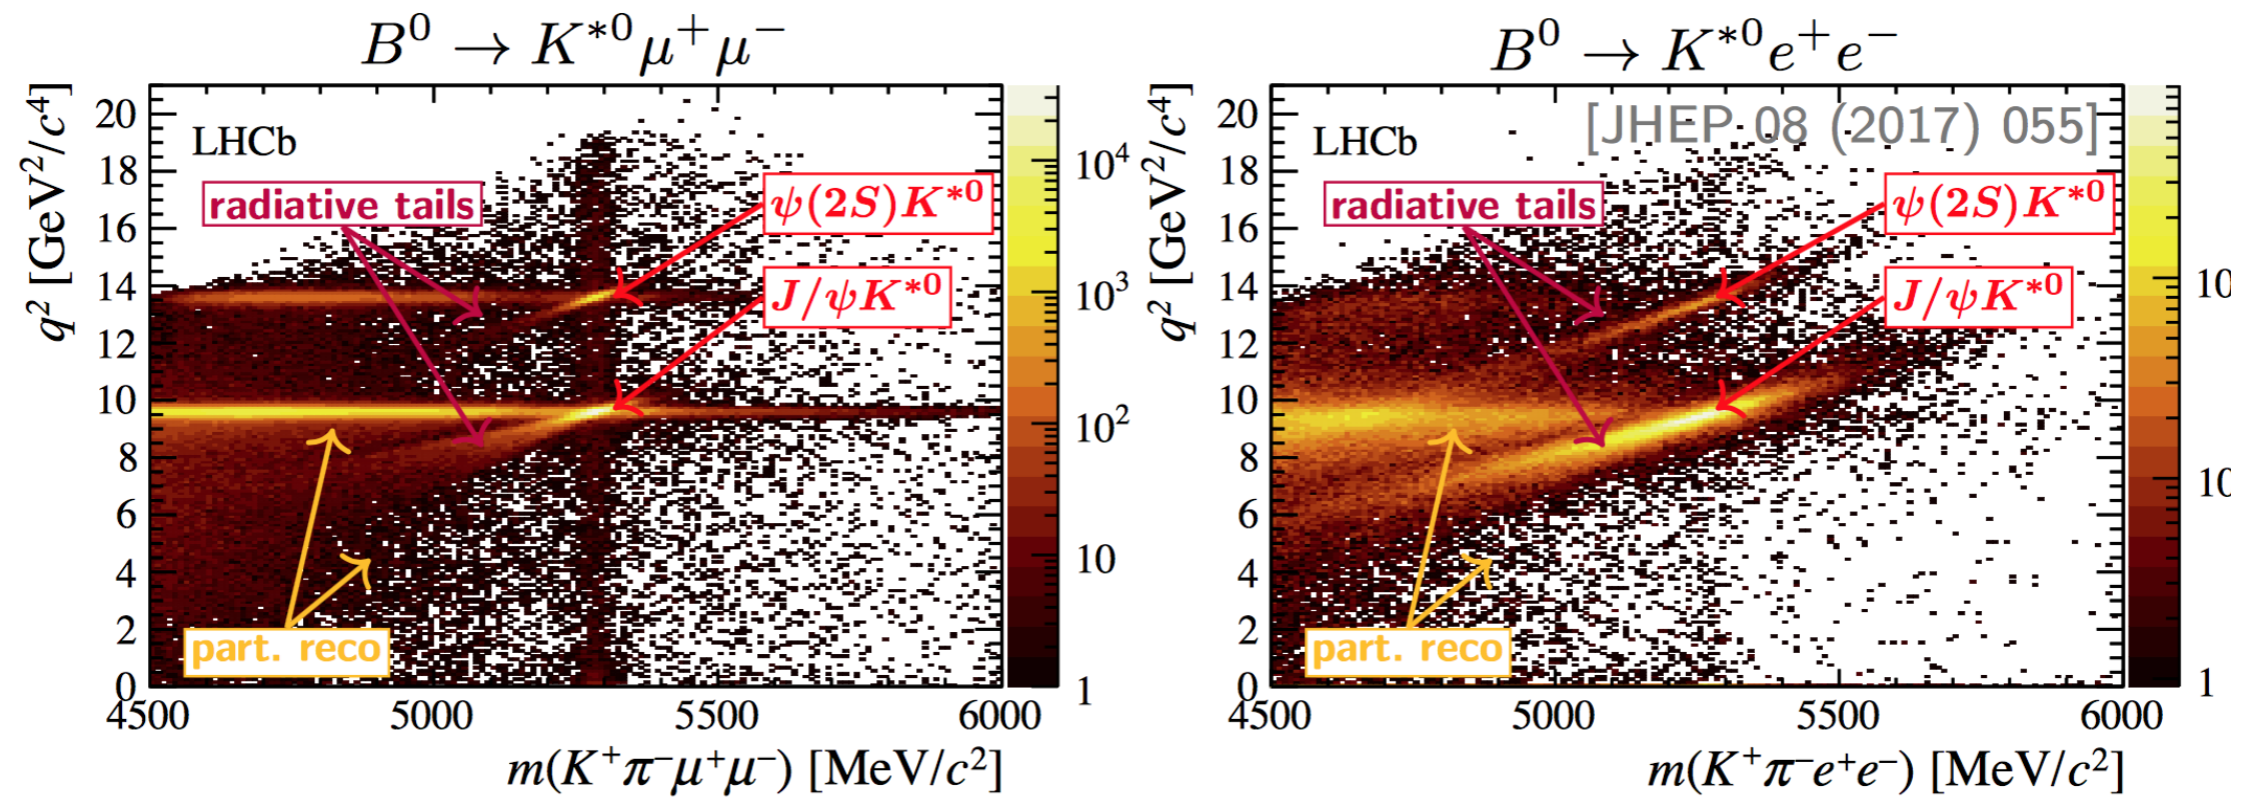 B⁰ → K*⁰μ⁺μ⁻
q² [GeV²/c⁴]
20
18
16
14
12
10
8
6
4
2
0
LHCb
radiative tails
ψ(2S)K*⁰
J/ψK*⁰
part. reco
4500 5000 5500 6000
m(K⁺π⁻μ⁺μ⁻) [MeV/c²]
10⁴
10³
10²
10
1
B⁰ → K*⁰e⁺e⁻
q² [GeV²/c⁴]
20
18
16
14
12
10
8
6
4
2
0
[JHEP 08 (2017) 055]
LHCb
radiative tails
ψ(2S)K*⁰
J/ψK*⁰
part. reco
4500 5000 5500 6000
m(K⁺π⁻e⁺e⁻) [MeV/c²]
1